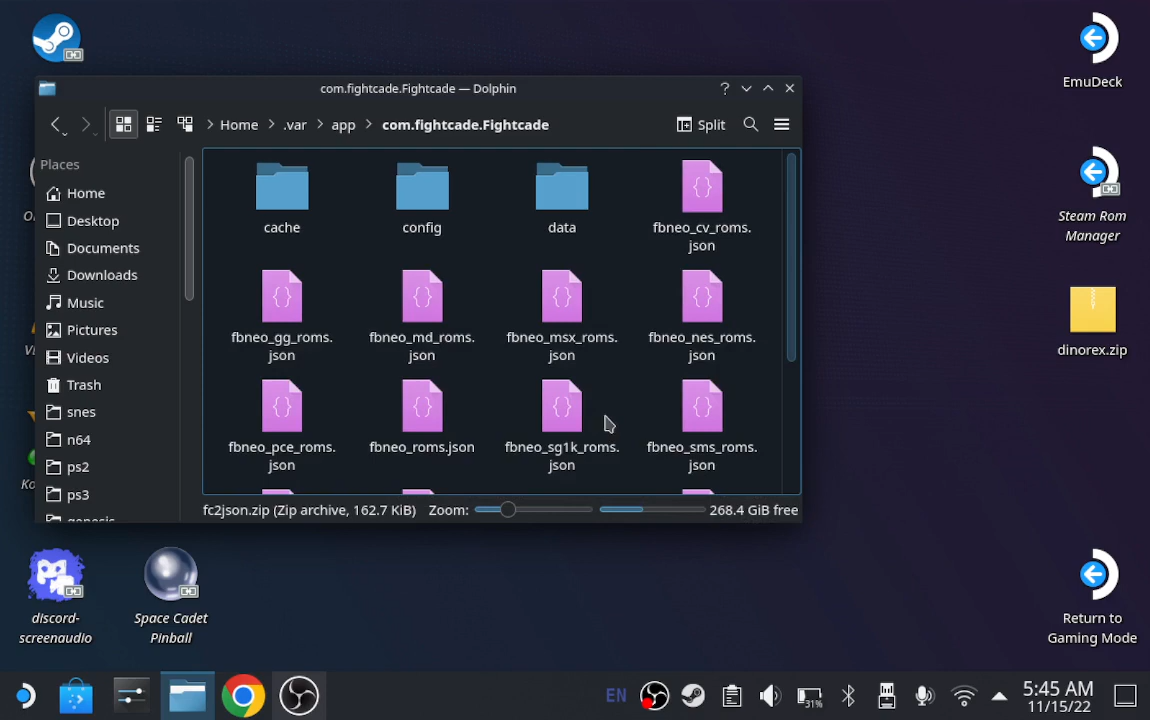 EmuDeck
com.fightcade.Fightcade — Dolphin
?
Home
.var
app
com.fightcade.Fightcade
Split
Places
Home
Desktop
Documents
Downloads
Music
Pictures
Videos
Trash
snes
n64
ps2
ps3
genesis
cache
config
data
fbneo_cv_roms.
json
fbneo_gg_roms.
json
fbneo_md_roms.
json
fbneo_msx_roms.
json
fbneo_nes_roms.
json
fbneo_pce_roms.
json
fbneo_roms.json
fbneo_sg1k_roms.
json
fbneo_sms_roms.
json
fc2json.zip (Zip archive, 162.7 KiB)
Zoom:
268.4 GiB free
Steam Rom
Manager
dinorex.zip
discord-
screenaudio
Space Cadet
Pinball
Return to
Gaming Mode
EN
31%
5:45 AM
11/15/22